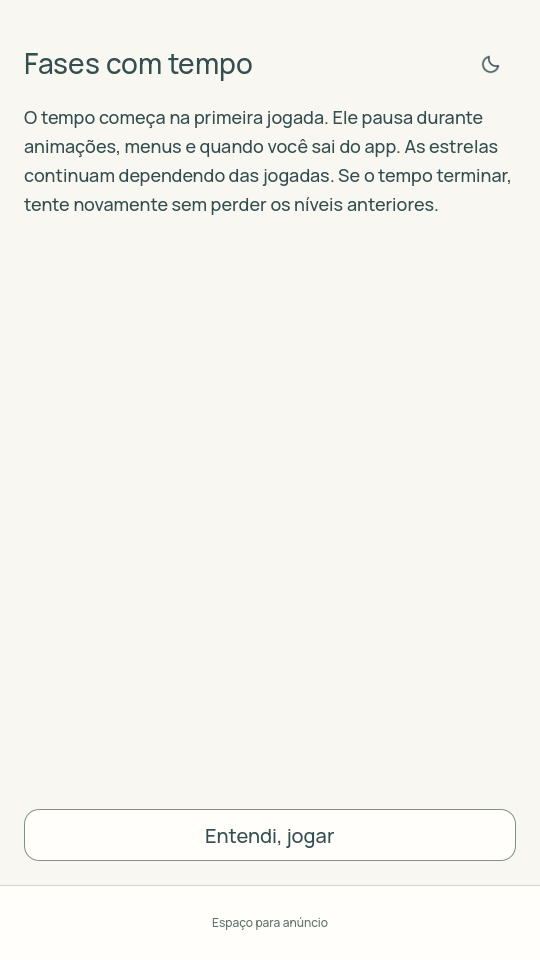 Fases com tempo
O tempo começa na primeira jogada. Ele pausa durante
animações, menus e quando você sai do app. As estrelas
continuam dependendo das jogadas. Se o tempo terminar,
tente novamente sem perder os níveis anteriores.
Entendi, jogar
Espaço para anúncio